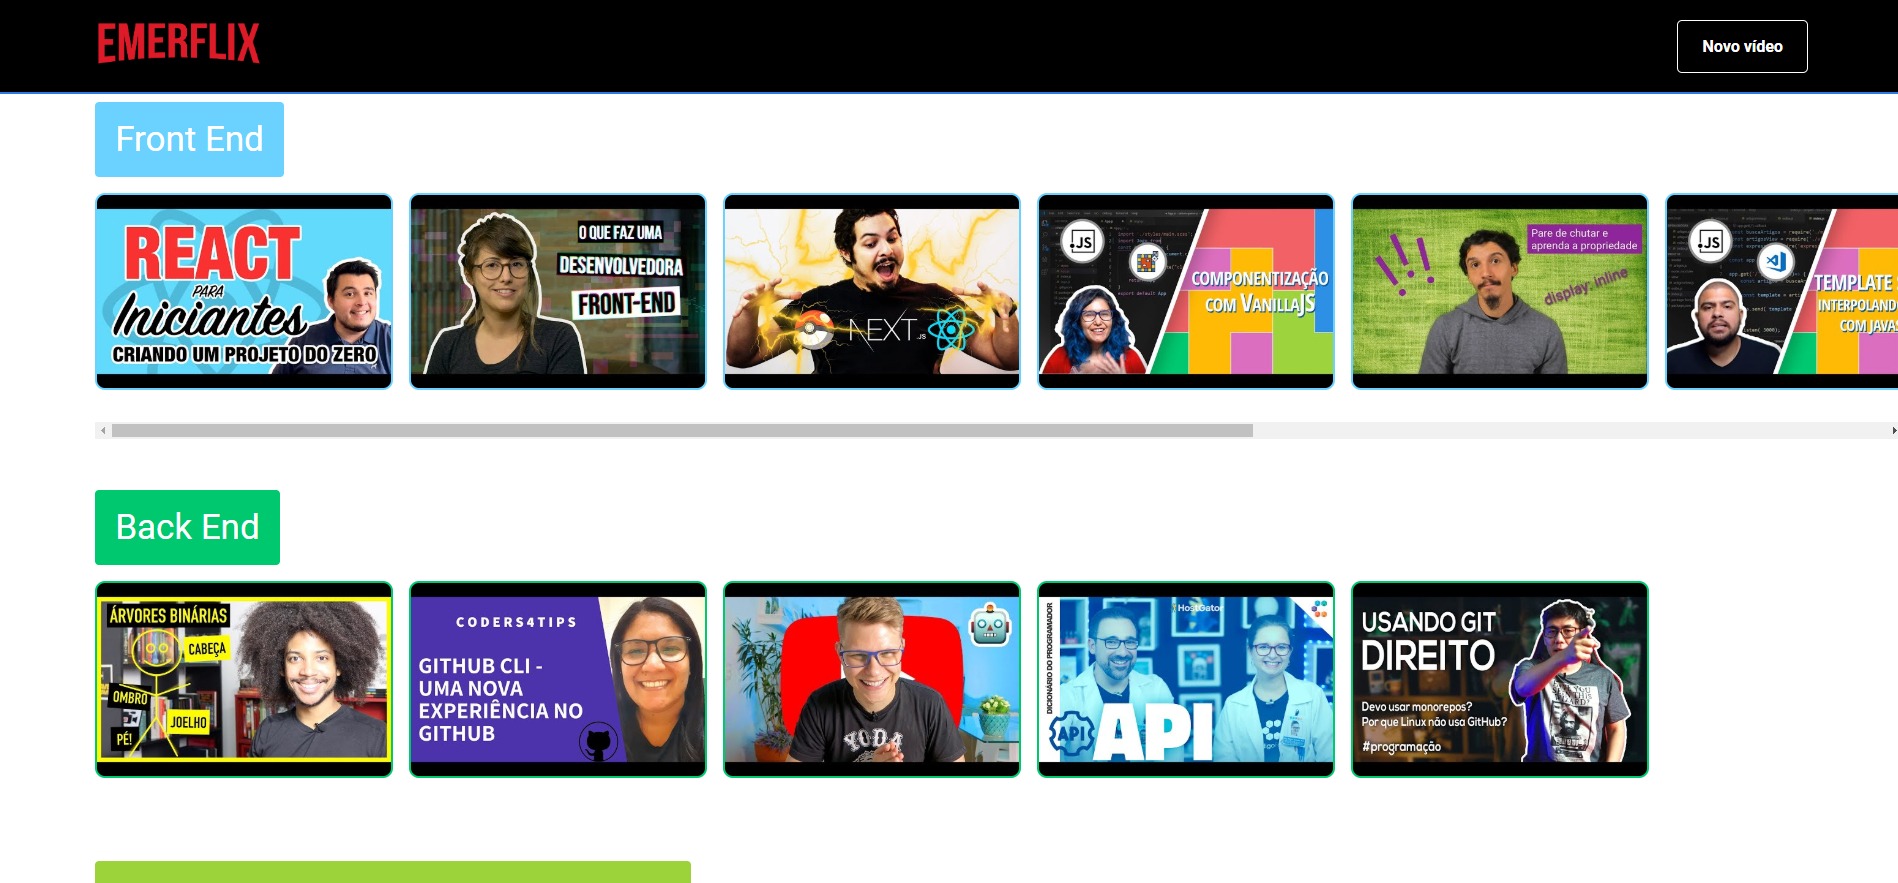 EMERFLIX
Novo vídeo
Front End
REACT
PARA
Iniciantes
CRIANDO UM PROJETO DO ZERO
O QUE FAZ UMA
DESENVOLVEDORA
FRONT-END
NEXT.JS
.JS
COMPONENTIZAÇÃO
COM VANILLAJS
Pare de chutar e
aprenda a propriedade
display: inline
.JS
TEMPLATE
INTERPOLAND
COM JAVAS
Back End
ÁRVORES BINÁRIAS
CABEÇA
OMBRO
JOELHO
PÉ!
CODERS4TIPS
GITHUB CLI -
UMA NOVA
EXPERIÊNCIA NO
GITHUB
YODA
DICIONÁRIO DO PROGRAMADOR
HostGator
API
API
USANDO GIT
DIREITO
Devo usar monorepos?
Por que Linux não usa GitHub?
#programação